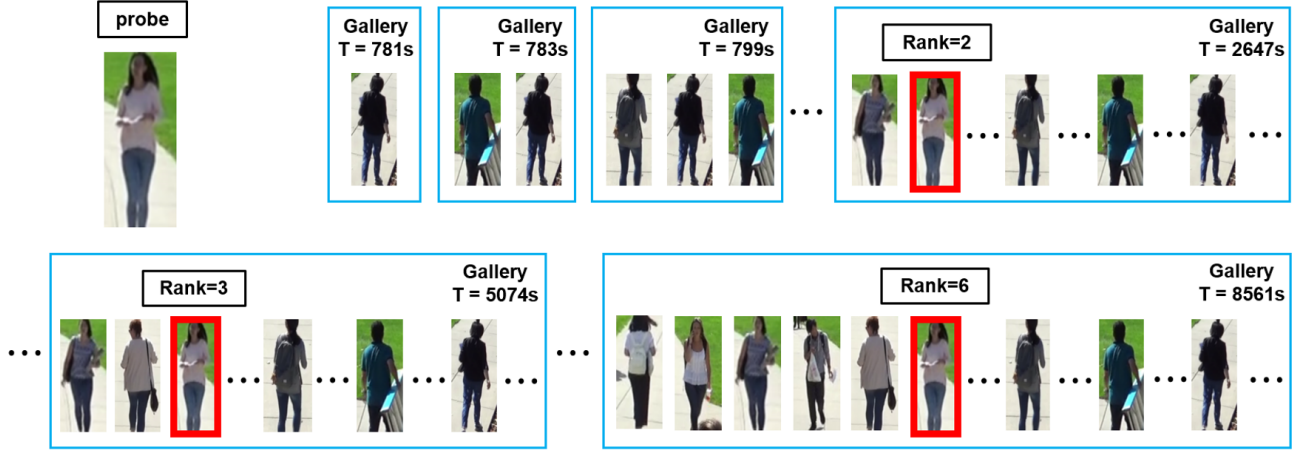 probe
Gallery
T = 781s
Gallery
T = 783s
Gallery
T = 799s
...
Rank=2
Gallery
T = 2647s
... ... ... ...
Rank=3
Gallery
T = 5074s
... ... ... ... ... ...
Rank=6
Gallery
T = 8561s
... ... ... ...